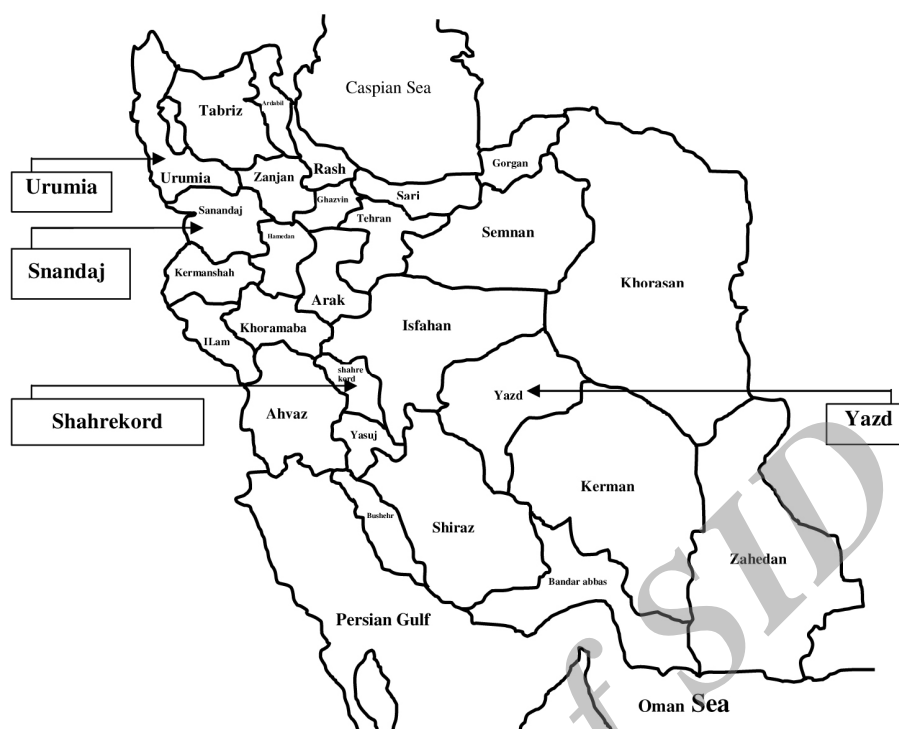 Caspian Sea
Tabriz
Ardabil
Urumia
Urumia
Zanjan
Rash
Gorgan
Sanandaj
Ghazvin
Sari
Tehran
Hamedan
Semnan
Snandaj
Kermanshah
Khorasan
Arak
Isfahan
Khoramaba
ILam
shahre
kord
Yazd
Shahrekord
Ahvaz
Yazd
Yasuj
Kerman
Bushehr
Shiraz
Zahedan
Bandar abbas
Persian Gulf
Oman Sea
f SID